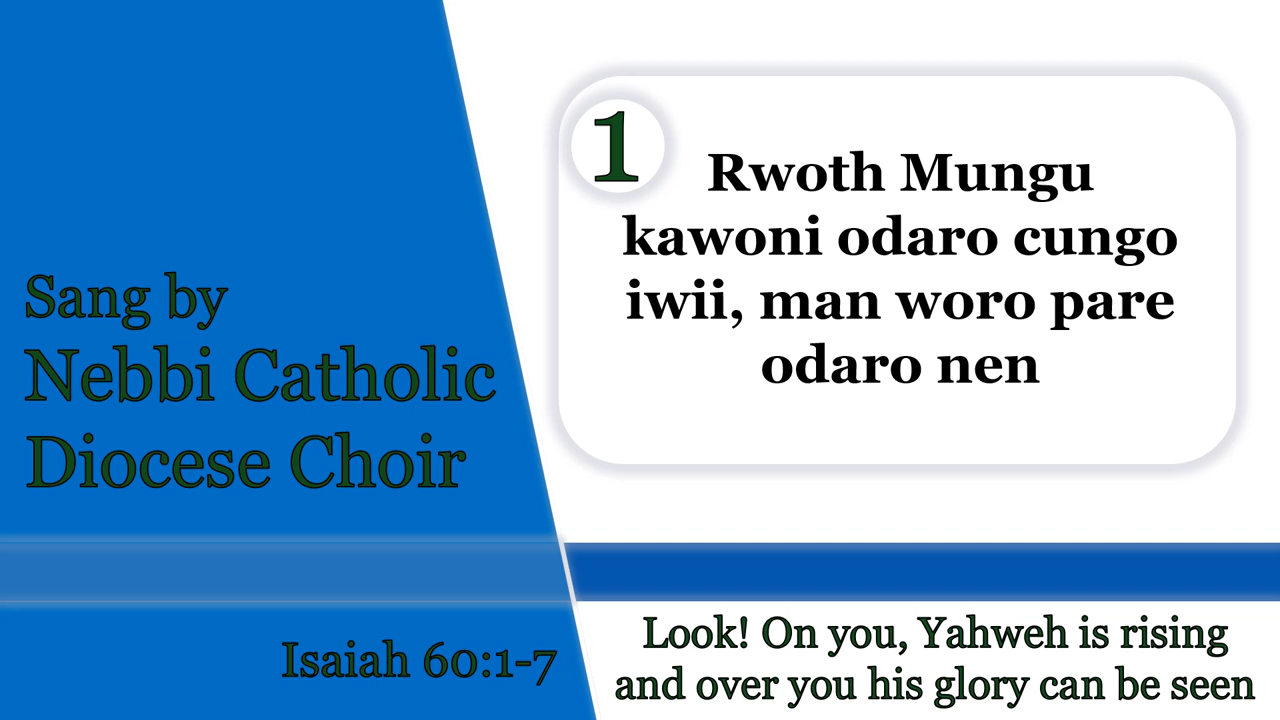 Sang by
Nebbi Catholic
Diocese Choir
Isaiah 60:1-7
1
Rwoth Mungu
kawoni odaro cungo
iwii, man woro pare
odaro nen
Look! On you, Yahweh is rising
and over you his glory can be seen